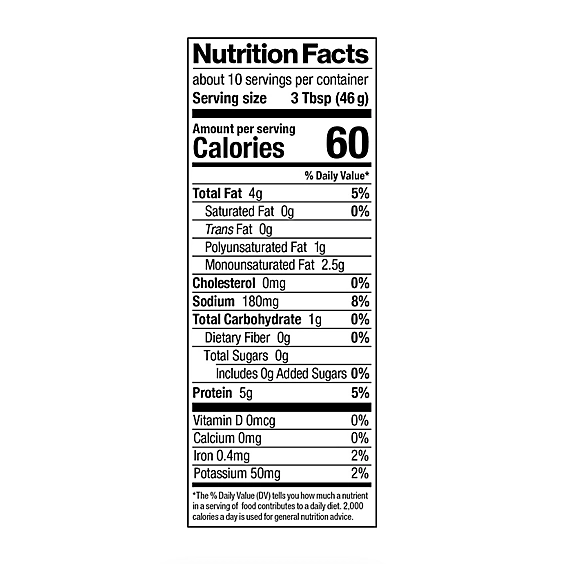 Nutrition Facts
about 10 servings per container
Serving size 3 Tbsp (46 g)
Amount per serving
Calories 60
% Daily Value*
Total Fat 4g 5%
Saturated Fat 0g 0%
Trans Fat 0g
Polyunsaturated Fat 1g
Monounsaturated Fat 2.5g
Cholesterol 0mg 0%
Sodium 180mg 8%
Total Carbohydrate 1g 0%
Dietary Fiber 0g 0%
Total Sugars 0g
Includes 0g Added Sugars 0%
Protein 5g 5%
Vitamin D 0mcg 0%
Calcium 0mg 0%
Iron 0.4mg 2%
Potassium 50mg 2%
*The % Daily Value (DV) tells you how much a nutrient
in a serving of food contributes to a daily diet. 2,000
calories a day is used for general nutrition advice.